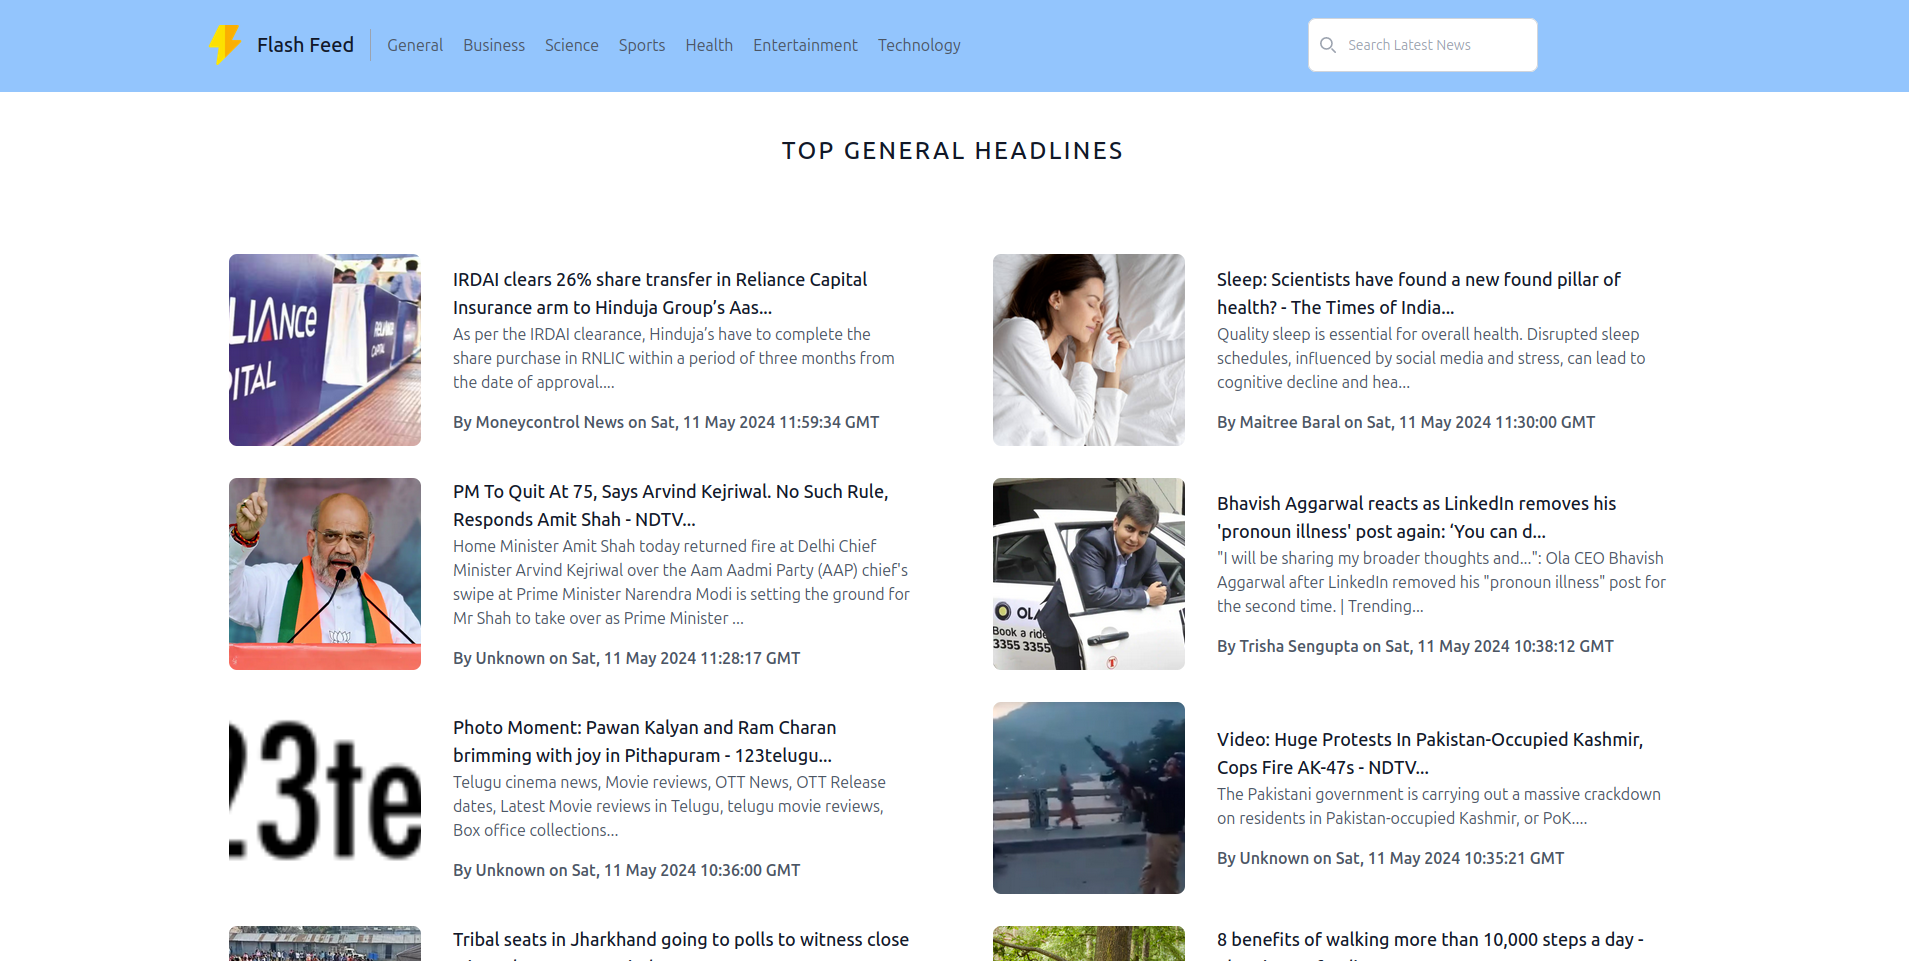 Flash Feed
General Business Science Sports Health Entertainment Technology
Search Latest News
TOP GENERAL HEADLINES
LIANCE
PITAL
RELIANCE
CAPITAL
IRDAI clears 26% share transfer in Reliance Capital
Insurance arm to Hinduja Group’s Aas...
As per the IRDAI clearance, Hinduja’s have to complete the
share purchase in RNLIC within a period of three months from
the date of approval....
By Moneycontrol News on Sat, 11 May 2024 11:59:34 GMT
Sleep: Scientists have found a new found pillar of
health? - The Times of India...
Quality sleep is essential for overall health. Disrupted sleep
schedules, influenced by social media and stress, can lead to
cognitive decline and hea...
By Maitree Baral on Sat, 11 May 2024 11:30:00 GMT
PM To Quit At 75, Says Arvind Kejriwal. No Such Rule,
Responds Amit Shah - NDTV...
Home Minister Amit Shah today returned fire at Delhi Chief
Minister Arvind Kejriwal over the Aam Aadmi Party (AAP) chief's
swipe at Prime Minister Narendra Modi is setting the ground for
Mr Shah to take over as Prime Minister ...
By Unknown on Sat, 11 May 2024 11:28:17 GMT
OLA
Book a ride
3355 3355
Bhavish Aggarwal reacts as LinkedIn removes his
'pronoun illness' post again: ‘You can d...
"I will be sharing my broader thoughts and...": Ola CEO Bhavish
Aggarwal after LinkedIn removed his "pronoun illness" post for
the second time. | Trending...
By Trisha Sengupta on Sat, 11 May 2024 10:38:12 GMT
23te
Photo Moment: Pawan Kalyan and Ram Charan
brimming with joy in Pithapuram - 123telugu...
Telugu cinema news, Movie reviews, OTT News, OTT Release
dates, Latest Movie reviews in Telugu, telugu movie reviews,
Box office collections...
By Unknown on Sat, 11 May 2024 10:36:00 GMT
Video: Huge Protests In Pakistan-Occupied Kashmir,
Cops Fire AK-47s - NDTV...
The Pakistani government is carrying out a massive crackdown
on residents in Pakistan-occupied Kashmir, or PoK....
By Unknown on Sat, 11 May 2024 10:35:21 GMT
Tribal seats in Jharkhand going to polls to witness close
8 benefits of walking more than 10,000 steps a day -